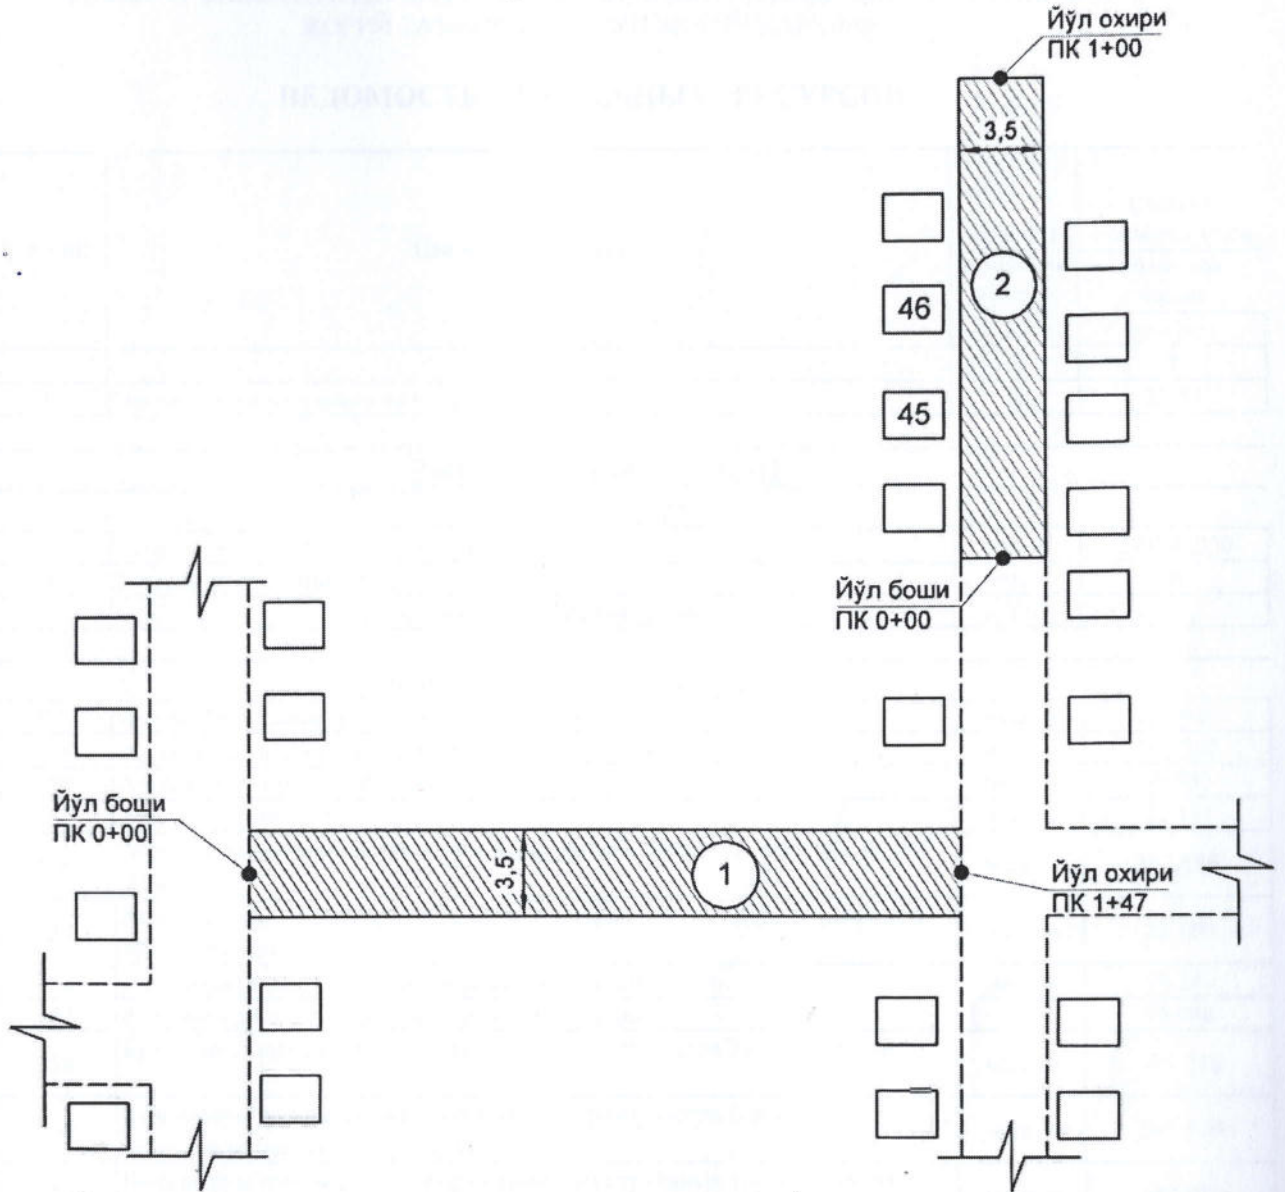 Йўл охири
ПК 1+00
3,5
2
46
45
Йўл боши
ПК 0+00
Йўл боши
ПК 0+00
3,5
1
Йўл охири
ПК 1+47